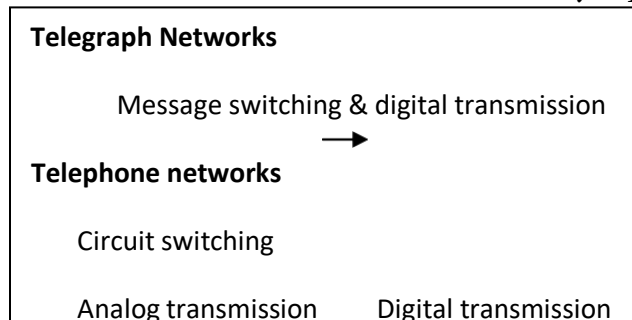 Telegraph Networks
Message switching & digital transmission
Telephone networks
Circuit switching
Analog transmission Digital transmission